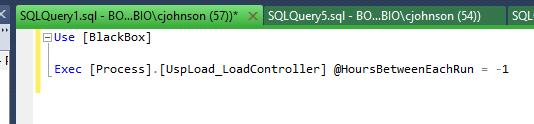 SQLQuery1.sql - BO...BIO\cjohnson (57))* SQLQuery5.sql - BO...BIO\cjohnson (54)) SQL
Use [BlackBox]
Exec [Process].[UspLoad_LoadController] @HoursBetweenEachRun = -1